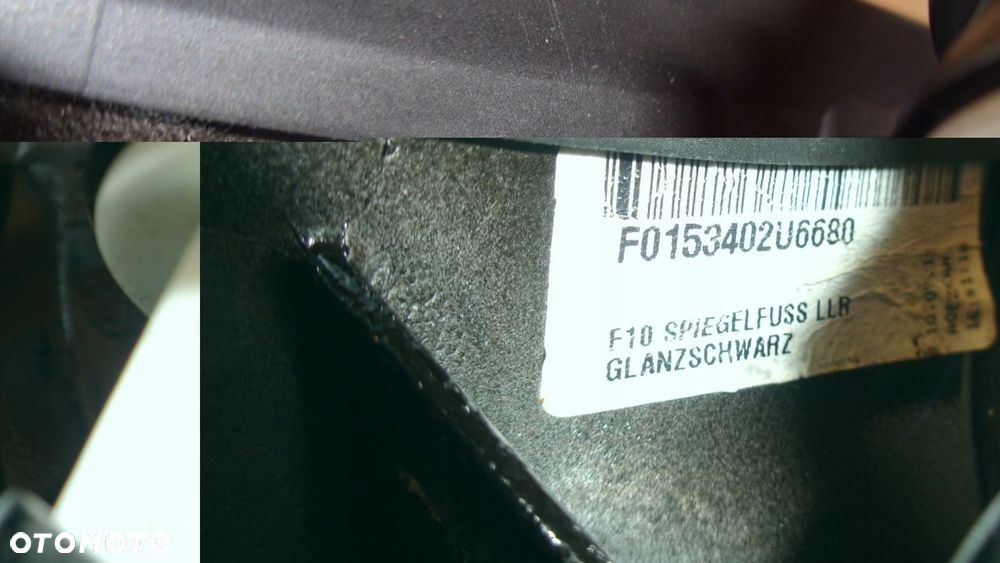 F0153402U6680
F10 SPIEGELFUSS LLR
GLANZSCHWARZ
OTOMOTO